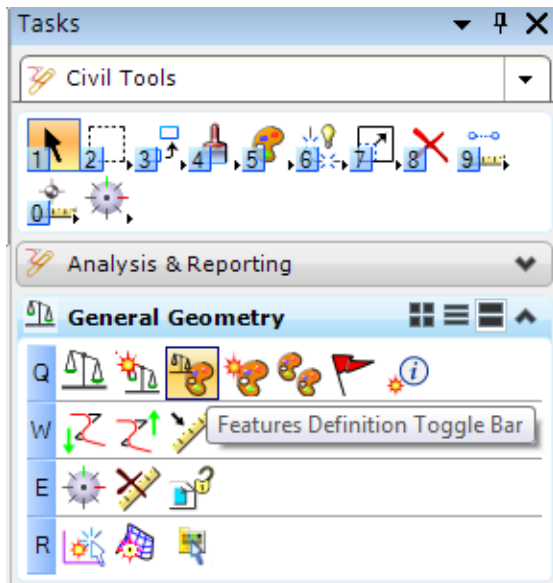 Tasks
Civil Tools
1 2 3 4 5 6 7 8 9
0
Analysis & Reporting
General Geometry
Q
W Features Definition Toggle Bar
E
R